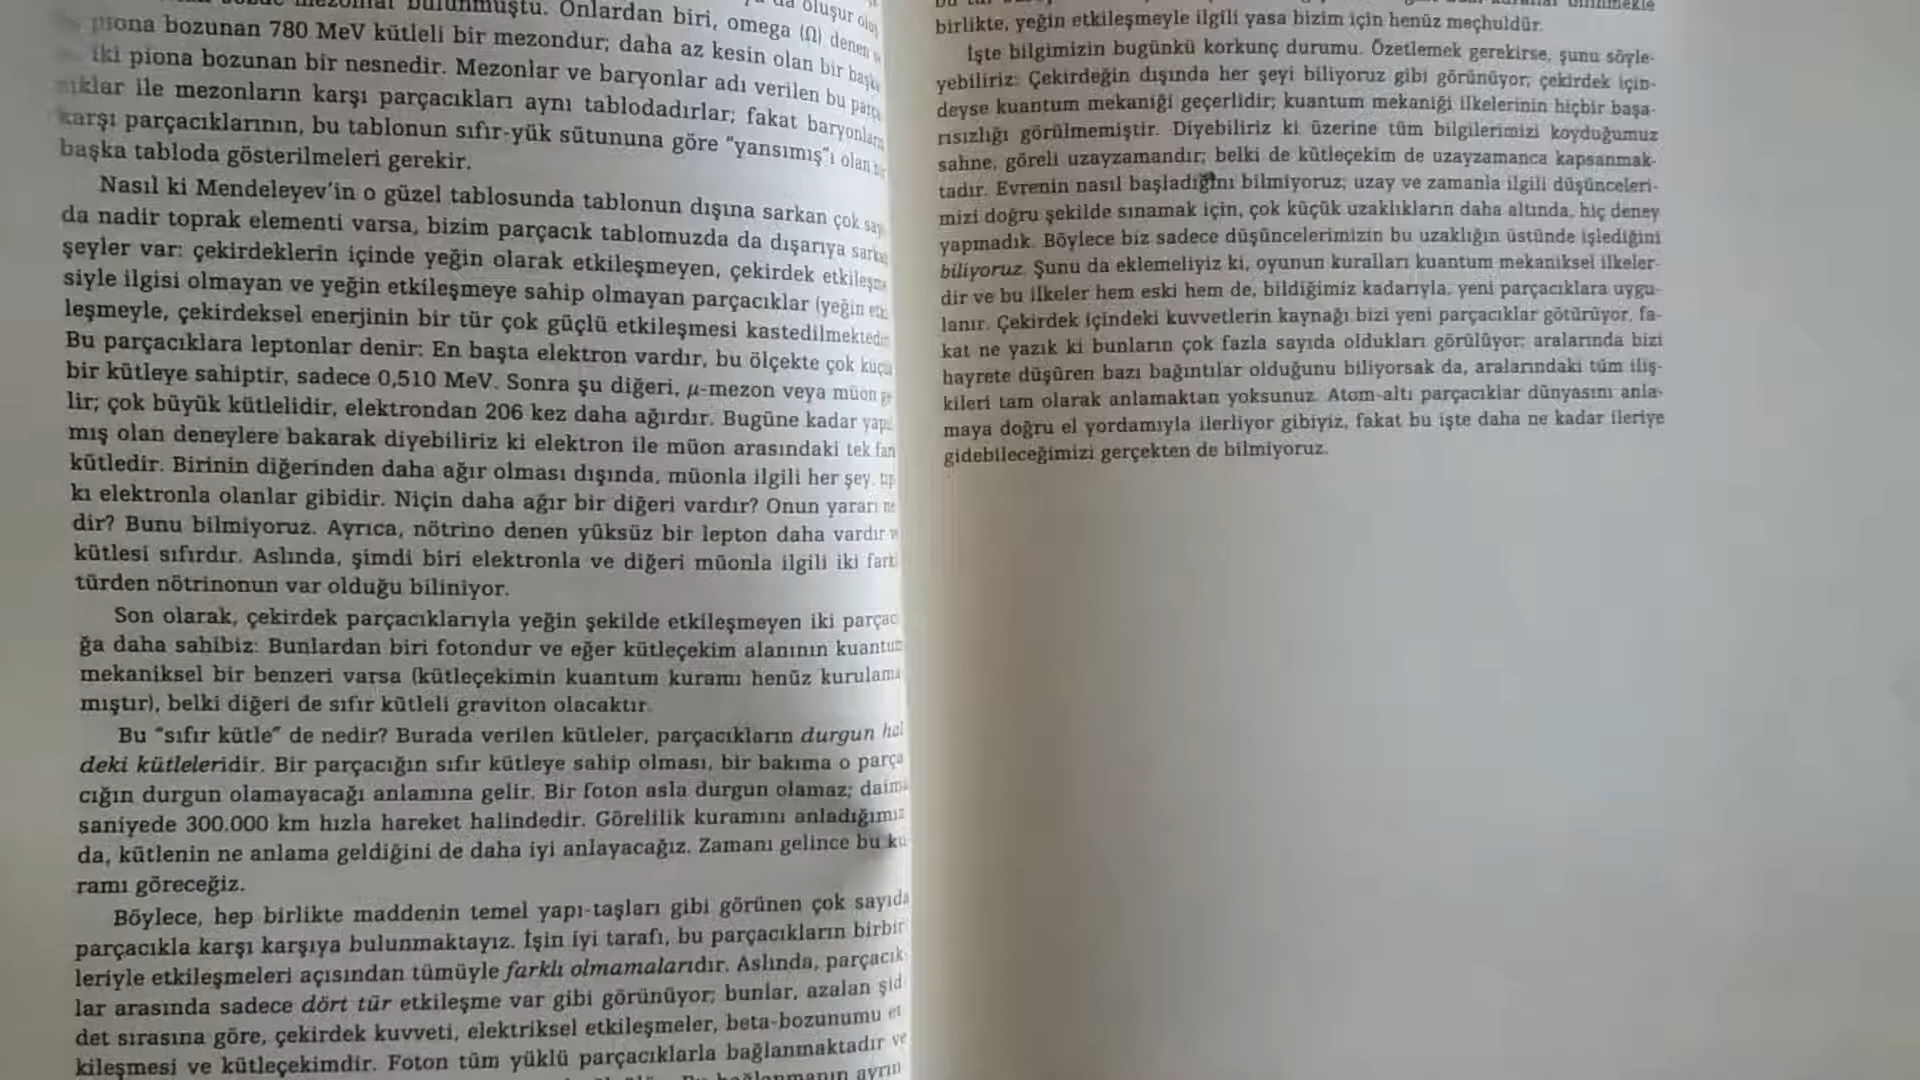 mezonlar bulunmuştu. Onlardan biri, omega (Ω) denen
piona bozunan 780 MeV kütleli bir mezondur; daha az kesin olan bir başka
iki piona bozunan bir nesnedir. Mezonlar ve baryonlar adı verilen bu parça
ile mezonların karşı parçacıkları aynı tablodadırlar; fakat baryonların
karşı parçacıklarının, bu tablonun sıfır-yük sütununa göre “yansımış”ı olan bir
başka tabloda gösterilmeleri gerekir.
Nasıl ki Mendeleyev’in o güzel tablosunda tablonun dışına sarkan çok sayı
da nadir toprak elementi varsa, bizim parçacık tablomuzda da dışarıya sarkan
şeyler var: çekirdeklerin içinde yeğin olarak etkileşmeyen, çekirdek etkileşme
siyle ilgisi olmayan ve yeğin etkileşmeye sahip olmayan parçacıklar (yeğin etki
leşmeyle, çekirdeksel enerjinin bir tür çok güçlü etkileşmesi kastedilmektedir
Bu parçacıklara leptonlar denir: En başta elektron vardır, bu ölçekte çok küçük
bir kütleye sahiptir, sadece 0,510 MeV. Sonra şu diğeri, μ-mezon veya müon ge
lir; çok büyük kütlelidir, elektrondan 206 kez daha ağırdır. Bugüne kadar yapıl
mış olan deneylere bakarak diyebiliriz ki elektron ile müon arasındaki tek fark
kütledir. Birinin diğerinden daha ağır olması dışında, müonla ilgili her şey, tıp
kı elektronla olanlar gibidir. Niçin daha ağır bir diğeri vardır? Onun yararı ne
dir? Bunu bilmiyoruz. Ayrıca, nötrino denen yüksüz bir lepton daha vardır v
kütlesi sıfırdır. Aslında, şimdi biri elektronla ve diğeri müonla ilgili iki fark
türden nötrinonun var olduğu biliniyor.
Son olarak, çekirdek parçacıklarıyla yeğin şekilde etkileşmeyen iki parçac
ğa daha sahibiz: Bunlardan biri fotondur ve eğer kütleçekim alanının kuantum
mekaniksel bir benzeri varsa (kütleçekimin kuantum kuramı henüz kurulama
mıştır), belki diğeri de sıfır kütleli graviton olacaktır.
Bu “sıfır kütle” de nedir? Burada verilen kütleler, parçacıkların durgun hal
deki kütleleridir. Bir parçacığın sıfır kütleye sahip olması, bir bakıma o parça
cığın durgun olamayacağı anlamına gelir. Bir foton asla durgun olamaz; daima
saniyede 300.000 km hızla hareket halindedir. Görelilik kuramını anladığımız
da, kütlenin ne anlama geldiğini de daha iyi anlayacağız. Zamanı gelince bu ku
ramı göreceğiz.
Böylece, hep birlikte maddenin temel yapı-taşları gibi görünen çok sayıda
parçacıkla karşı karşıya bulunmaktayız. İşin iyi tarafı, bu parçacıkların birbir
leriyle etkileşmeleri açısından tümüyle farklı olmamalarıdır. Aslında, parçacık
lar arasında sadece dört tür etkileşme var gibi görünüyor; bunlar, azalan şid
det sırasına göre, çekirdek kuvveti, elektriksel etkileşmeler, beta-bozunumu et
kileşmesi ve kütleçekimdir. Foton tüm yüklü parçacıklarla bağlanmaktadır ve
birlikte, yeğin etkileşmeyle ilgili yasa bizim için henüz meçhuldür.
İşte bilgimizin bugünkü korkunç durumu. Özetlemek gerekirse, şunu söyle-
yebiliriz: Çekirdeğin dışında her şeyi biliyoruz gibi görünüyor; çekirdek için-
deyse kuantum mekaniği geçerlidir; kuantum mekaniği ilkelerinin hiçbir başa-
rısızlığı görülmemiştir. Diyebiliriz ki üzerine tüm bilgilerimizi koyduğumuz
sahne, göreli uzayzamandır; belki de kütleçekim de uzayzamanca kapsanmak-
tadır. Evrenin nasıl başladığını bilmiyoruz; uzay ve zamanla ilgili düşünceleri-
mizi doğru şekilde sınamak için, çok küçük uzaklıkların daha altında, hiç deney
yapmadık. Böylece biz sadece düşüncelerimizin bu uzaklığın üstünde işlediğini
biliyoruz. Şunu da eklemeliyiz ki, oyunun kuralları kuantum mekaniksel ilkeler-
dir ve bu ilkeler hem eski hem de, bildiğimiz kadarıyla, yeni parçacıklara uygu-
lanır. Çekirdek içindeki kuvvetlerin kaynağı bizi yeni parçacıklar götürüyor, fa-
kat ne yazık ki bunların çok fazla sayıda oldukları görülüyor; aralarında bizi
hayrete düşüren bazı bağıntılar olduğunu biliyorsak da, aralarındaki tüm iliş-
kileri tam olarak anlamaktan yoksunuz. Atom-altı parçacıklar dünyasını anla-
maya doğru el yordamıyla ilerliyor gibiyiz, fakat bu işte daha ne kadar ileriye
gidebileceğimizi gerçekten de bilmiyoruz.